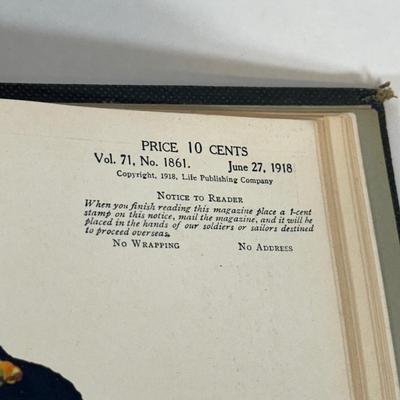 PRICE 10 CENTS
Vol. 71, No. 1861. June 27, 1918
Copyright, 1918, Life Publishing Company
NOTICE TO READER
When you finish reading this magazine place a 1-cent
stamp on this notice, mail the magazine, and it will be
placed in the hands of our soldiers or sailors destined
to proceed overseas.
NO WRAPPING NO ADDRESS